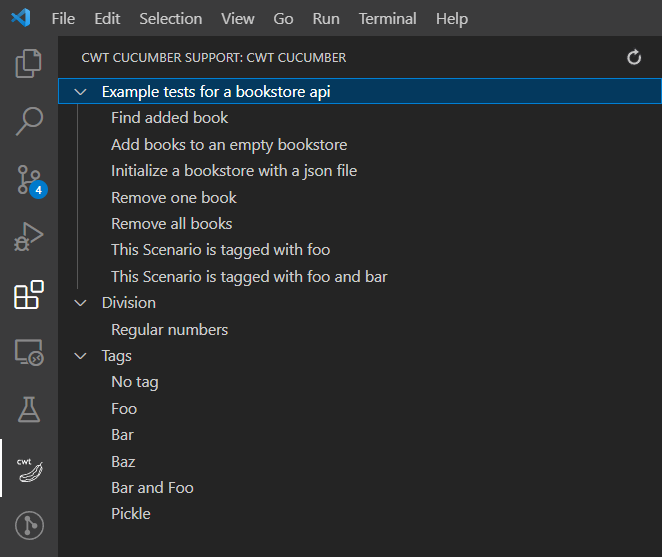 File Edit Selection View Go Run Terminal Help
CWT CUCUMBER SUPPORT: CWT CUCUMBER
Example tests for a bookstore api
Find added book
Add books to an empty bookstore
Initialize a bookstore with a json file
Remove one book
Remove all books
This Scenario is tagged with foo
This Scenario is tagged with foo and bar
Division
Regular numbers
Tags
No tag
Foo
Bar
Baz
Bar and Foo
Pickle
4
cwt